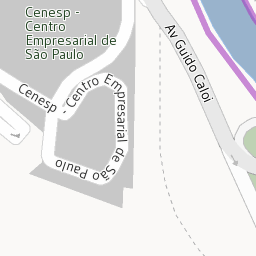 Cenesp -
Centro
Empresarial de
São Paulo
Cenesp - Centro Empresarial de São Paulo
Av Guido Caloi